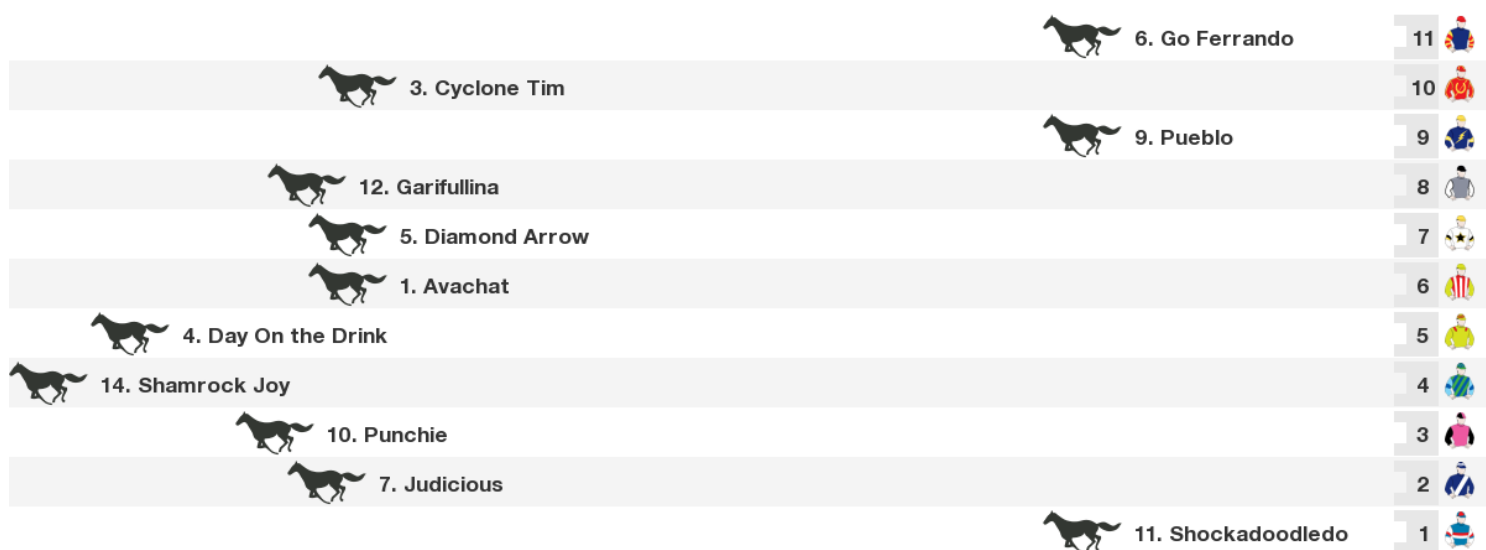 6. Go Ferrando 11
3. Cyclone Tim 10
9. Pueblo 9
12. Garifullina 8
5. Diamond Arrow 7
1. Avachat 6
4. Day On the Drink 5
14. Shamrock Joy 4
10. Punchie 3
7. Judicious 2
11. Shockadoodledo 1